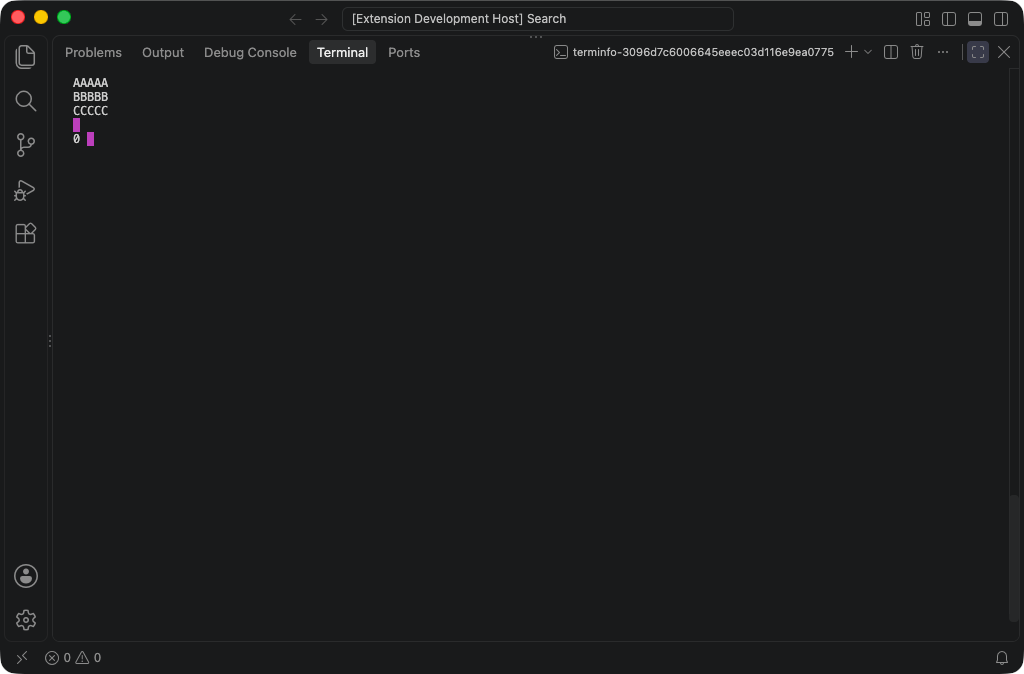 [Extension Development Host] Search
Problems Output Debug Console Terminal Ports terminfo-3096d7c6006645eeec03d116e9ea0775
AAAAA
BBBBB
CCCCC
0
0 0